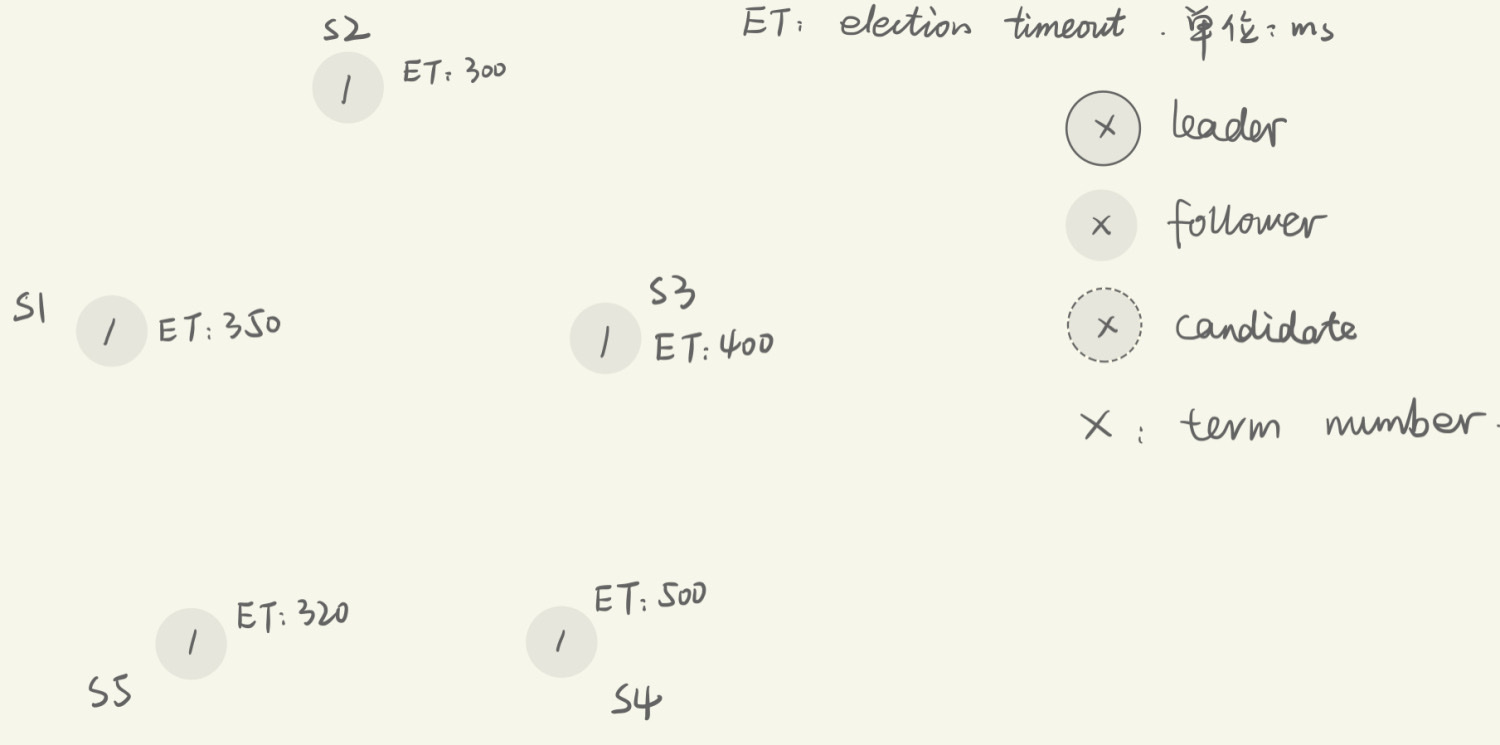 S2
1 ET: 300
S1 1 ET: 350
S3
1 ET: 400
ET: 320
1
S5
ET: 500
1
S4
ET: election timeout . 单位: ms
x leader
x follower
x candidate
x : term number.